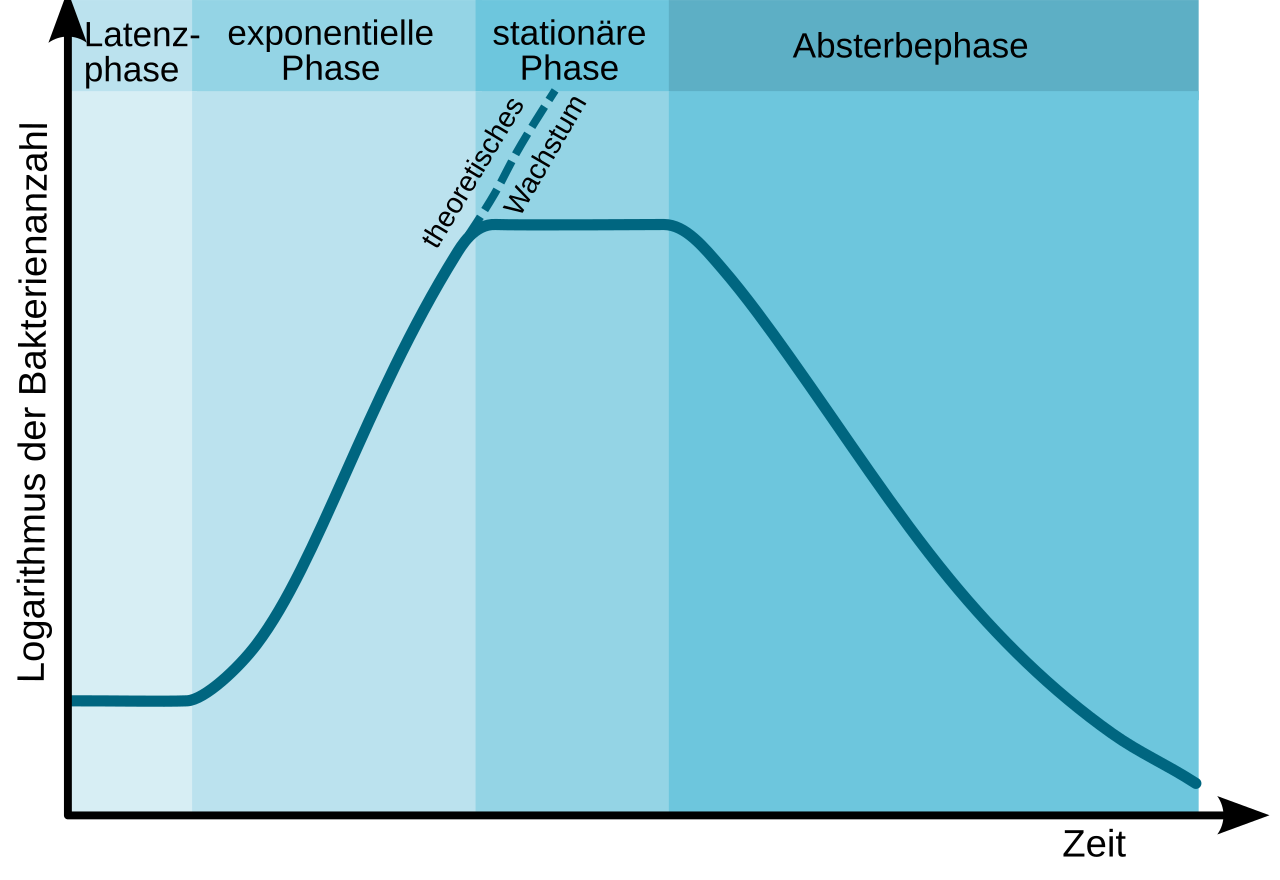 Latenz-
phase
exponentielle
Phase
stationäre
Phase
Absterbephase
theoretisches
Wachstum
Logarithmus der Bakterienanzahl
Zeit